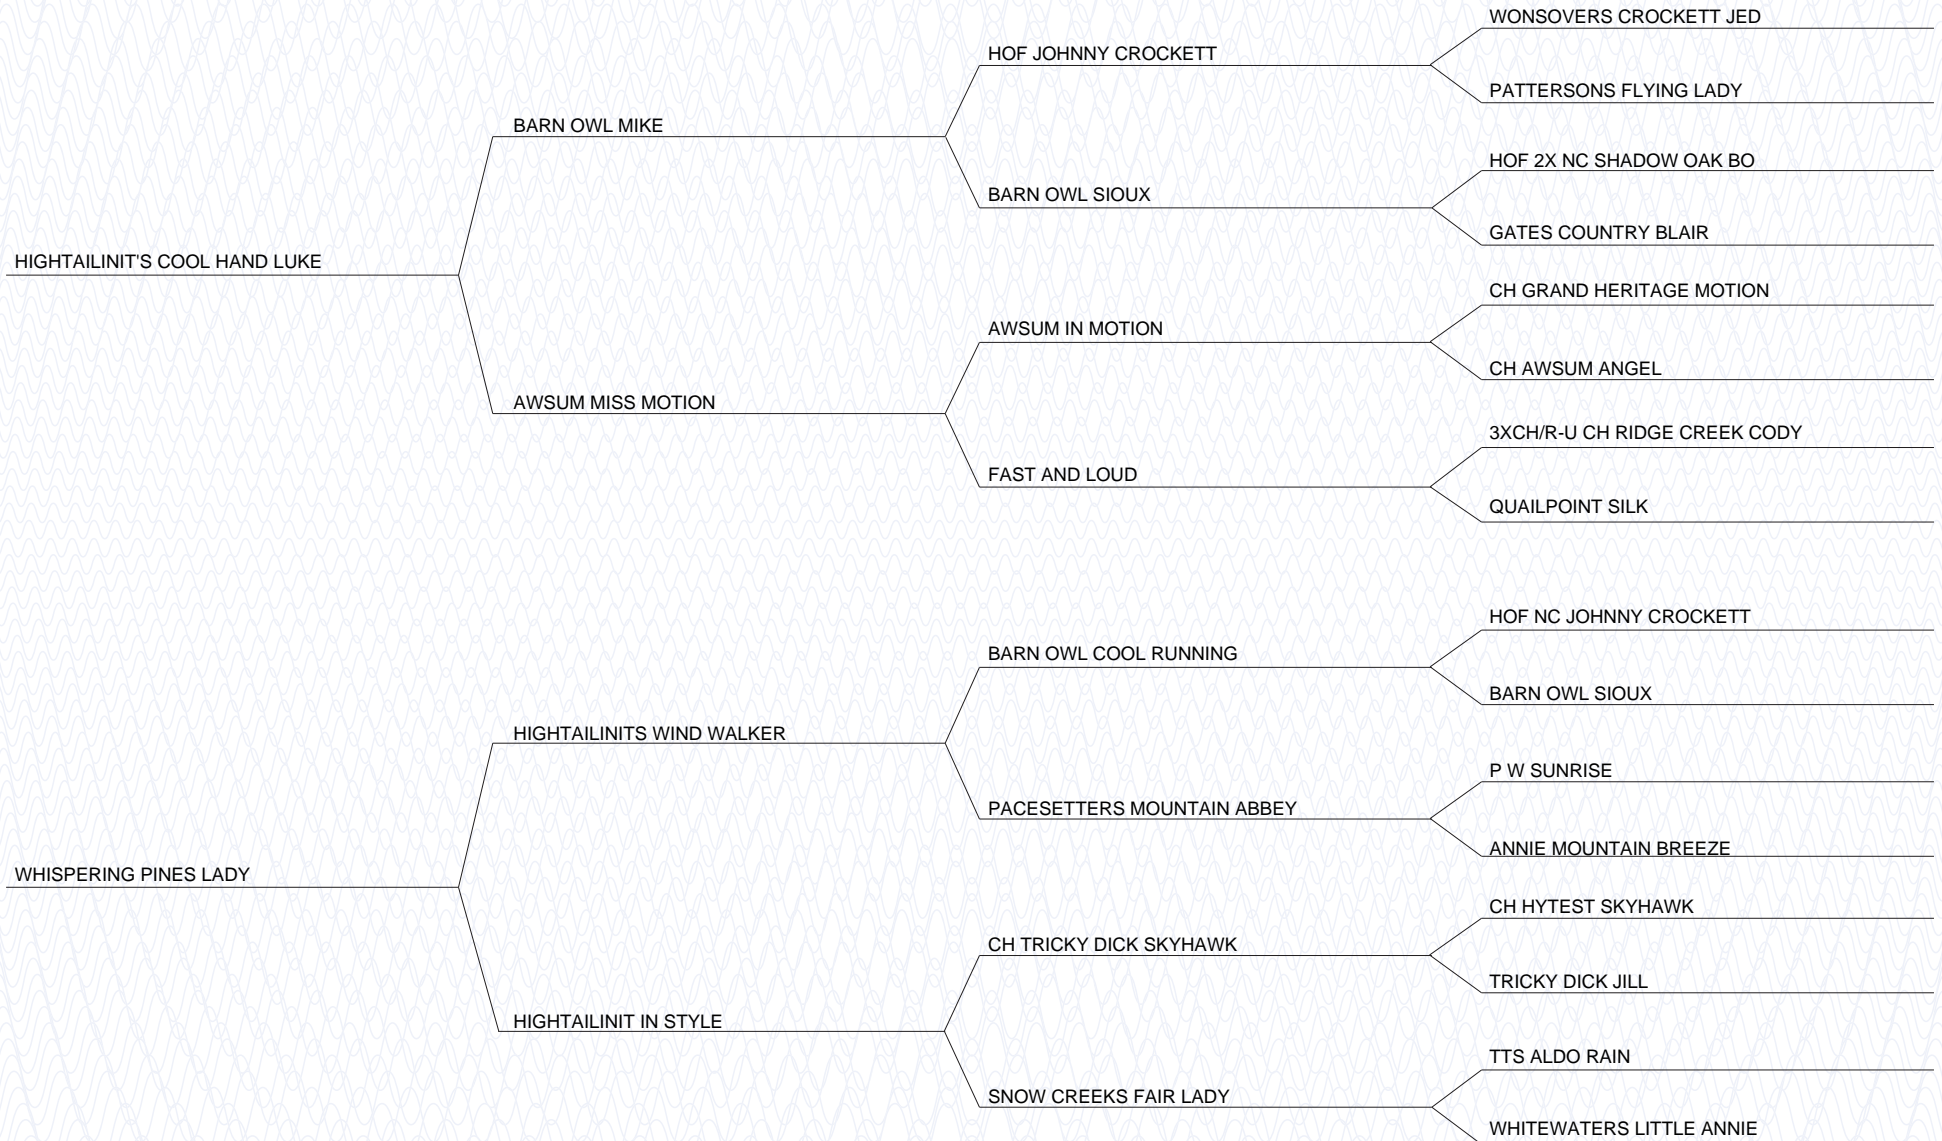 WONSOVERS CROCKETT JED
HOF JOHNNY CROCKETT
PATTERSONS FLYING LADY
BARN OWL MIKE
HOF 2X NC SHADOW OAK BO
BARN OWL SIOUX
GATES COUNTRY BLAIR
HIGHTAILINIT'S COOL HAND LUKE
CH GRAND HERITAGE MOTION
AWSUM IN MOTION
CH AWSUM ANGEL
AWSUM MISS MOTION
3XCH/R-U CH RIDGE CREEK CODY
FAST AND LOUD
QUAILPOINT SILK
HOF NC JOHNNY CROCKETT
BARN OWL COOL RUNNING
BARN OWL SIOUX
HIGHTAILINITS WIND WALKER
P W SUNRISE
PACESETTERS MOUNTAIN ABBEY
ANNIE MOUNTAIN BREEZE
WHISPERING PINES LADY
CH HYTEST SKYHAWK
CH TRICKY DICK SKYHAWK
TRICKY DICK JILL
HIGHTAILINIT IN STYLE
TTS ALDO RAIN
SNOW CREEKS FAIR LADY
WHITEWATERS LITTLE ANNIE